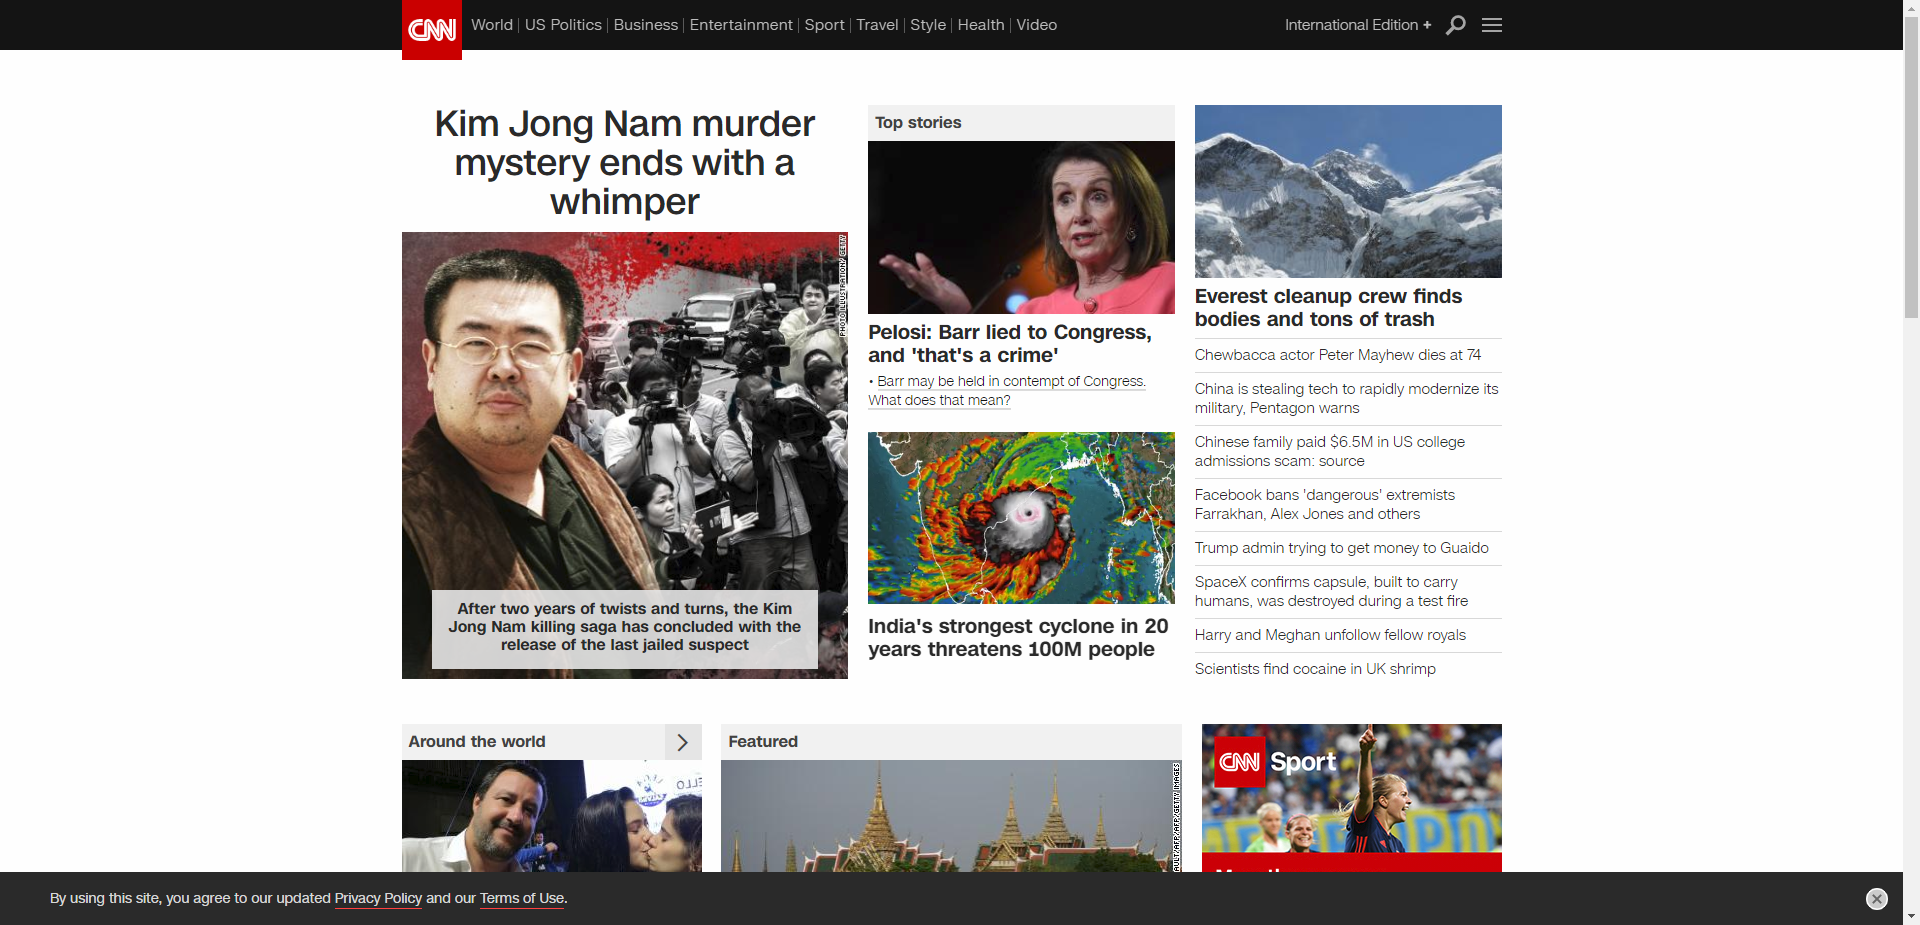 CNN
World
US Politics
Business
Entertainment
Sport
Travel
Style
Health
Video
International Edition +
Kim Jong Nam murder
mystery ends with a
whimper
PHOTO ILLUSTRATION/ GETTY
After two years of twists and turns, the Kim
Jong Nam killing saga has concluded with the
release of the last jailed suspect
Top stories
Pelosi: Barr lied to Congress,
and 'that's a crime'
• Barr may be held in contempt of Congress.
What does that mean?
India's strongest cyclone in 20
years threatens 100M people
Everest cleanup crew finds
bodies and tons of trash
Chewbacca actor Peter Mayhew dies at 74
China is stealing tech to rapidly modernize its
military, Pentagon warns
Chinese family paid $6.5M in US college
admissions scam: source
Facebook bans 'dangerous' extremists
Farrakhan, Alex Jones and others
Trump admin trying to get money to Guaido
SpaceX confirms capsule, built to carry
humans, was destroyed during a test fire
Harry and Meghan unfollow fellow royals
Scientists find cocaine in UK shrimp
Around the world
Featured
AP/AFP/GETTY IMAGES
CNN Sport
By using this site, you agree to our updated Privacy Policy and our Terms of Use.